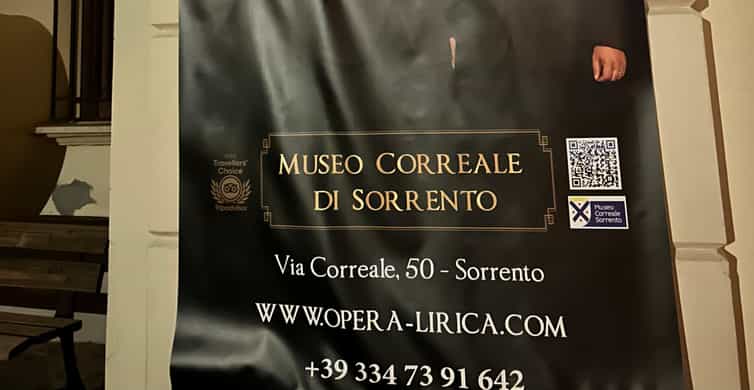 Travellers'
Choice
Tripadvisor
MUSEO CORREALE
DI SORRENTO
Museo
Correale
Sorrento
Via Correale, 50 - Sorrento
WWW.OPERA-LIRICA.COM
+39 334 73 91 642